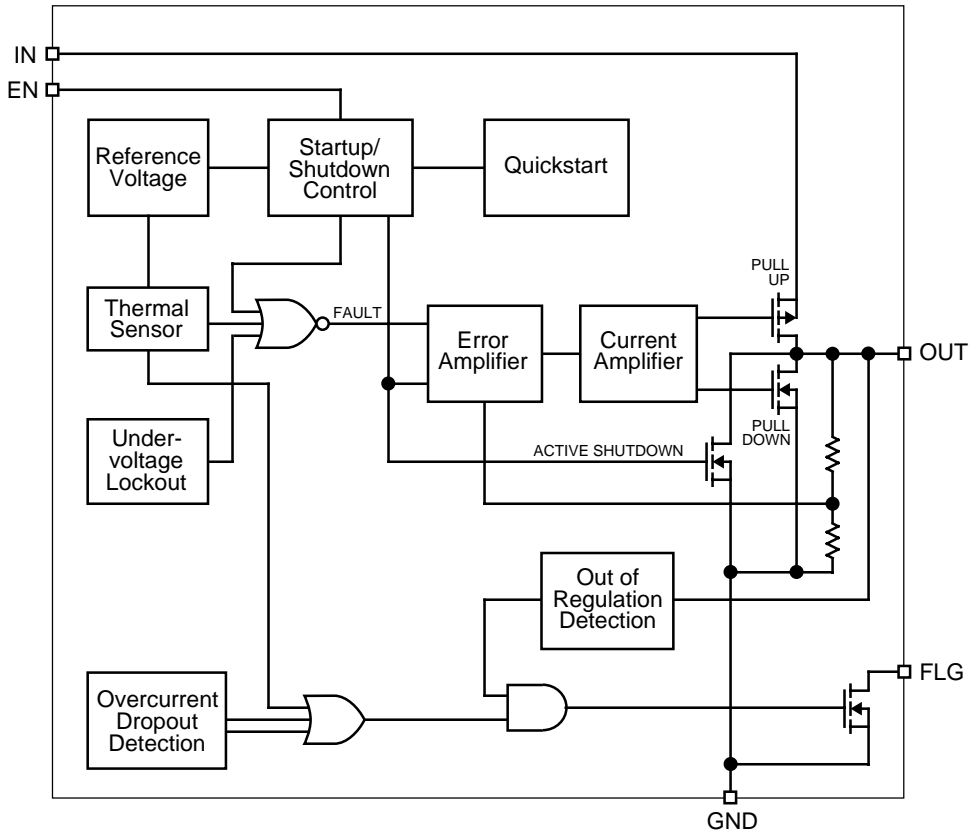 IN
EN
Reference
Voltage
Startup/
Shutdown
Control
Quickstart
PULL
UP
Thermal
Sensor
FAULT
Error
Amplifier
Current
Amplifier
OUT
Under-
voltage
Lockout
ACTIVE SHUTDOWN
PULL
DOWN
Out of
Regulation
Detection
FLG
Overcurrent
Dropout
Detection
GND